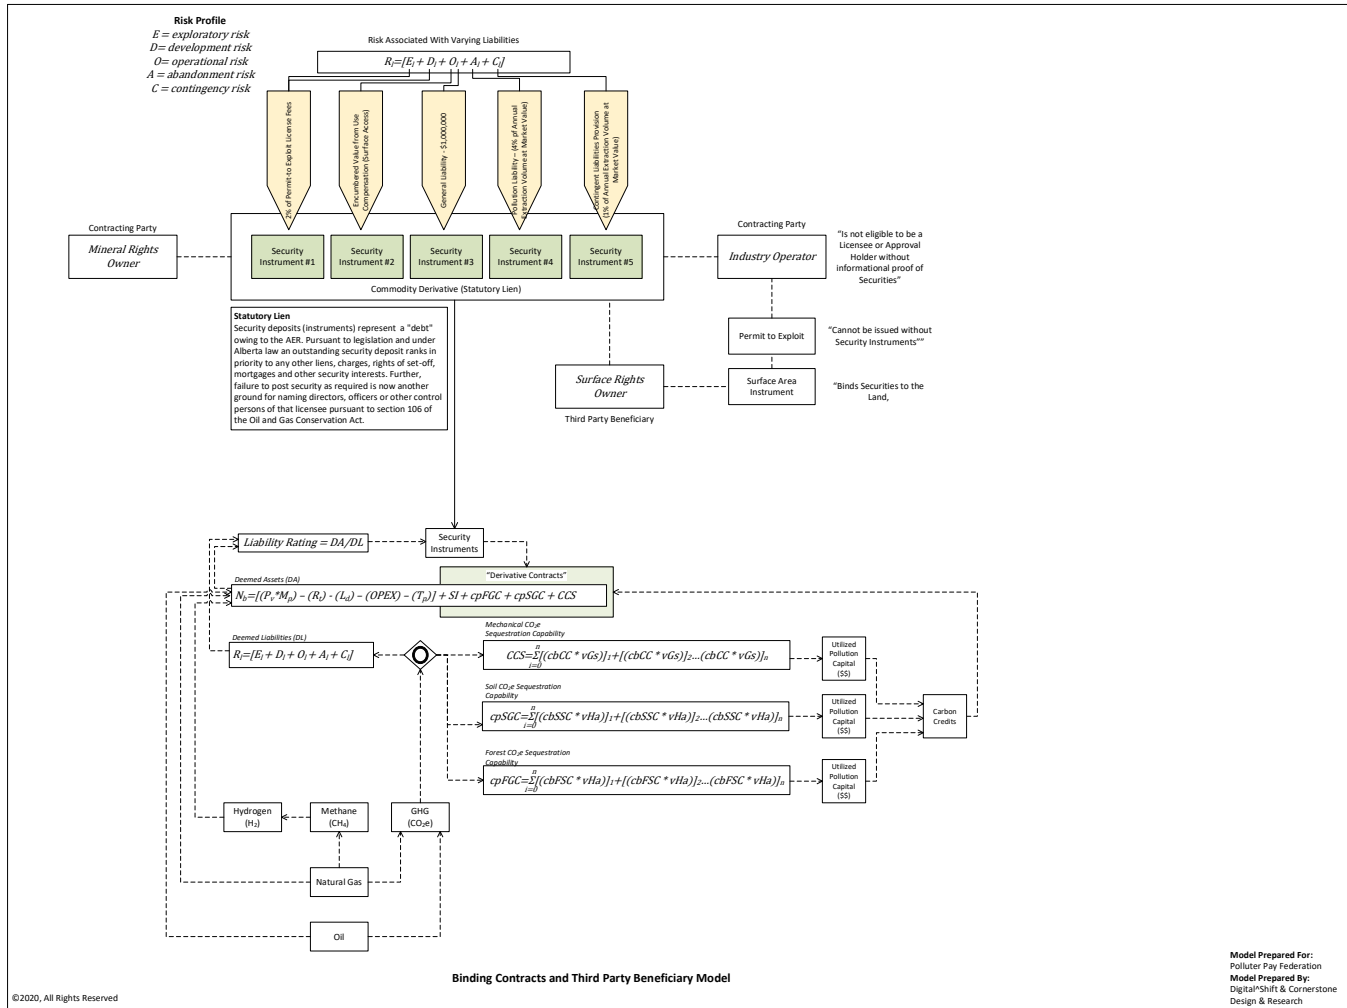 Risk Profile
E = exploratory risk
D= development risk
O= operational risk
A = abandonment risk
C = contingency risk
Risk Associated With Varying Liabilities
Rₗ=[Eₗ + Dₗ + Oₗ + Aₗ + Cₗ]
2% of Permit-to Exploit License Fees
Encumbered Value from Use
Compensation (Surface Access)
General Liability - $1,000,000
Pollution Liability – (4% pf Annual
Extraction Volume at Market Value)
Contingent Liabilities Provision
(1% of Annual Extraction Volume at
Market Value)
Contracting Party
Mineral Rights
Owner
Security
Instrument #1
Security
Instrument #2
Security
Instrument #3
Security
Instrument #4
Security
Instrument #5
Commodity Derivative (Statutory Lien)
Contracting Party
Industry Operator
“Is not eligible to be a
Licensee or Approval
Holder without
informational proof of
Securities”
Permit to Exploit
“Cannot be issued without
Security Instruments””
Surface Area
Instrument
“Binds Securities to the
Land,
Surface Rights
Owner
Third Party Beneficiary
Statutory Lien
Security deposits (instruments) represent a "debt"
owing to the AER. Pursuant to legislation and under
Alberta law an outstanding security deposit ranks in
priority to any other liens, charges, rights of set-off,
mortgages and other security interests. Further,
failure to post security as required is now another
ground for naming directors, officers or other control
persons of that licensee pursuant to section 106 of
the Oil and Gas Conservation Act.
Liability Rating = DA/DL
Security
Instruments
“Derivative Contracts”
Deemed Assets (DA)
Nb=[(Pᵥ*Mₚ) – (Rₜ) - (L𝒹) – (OPEX) – (Tₚ)] + SI + cpFGC + cpSGC + CCS
Deemed Liabilities (DL)
Rₗ=[Eₗ + Dₗ + Oₗ + Aₗ + Cₗ]
Mechanical CO₂e
Sequestration Capability
n
CCS=Σ[(cbCC * vGs)]₁+[(cbCC * vGs)]₂...(cbCC * vGs)]ₙ
i=0
Utilized
Pollution
Capital
($$)
Soil CO₂e Sequestration
Capability
n
cpSGC=Σ[(cbSSC * vHa)]₁+[(cbSSC * vHa)]₂...(cbSSC * vHa)]ₙ
i=0
Utilized
Pollution
Capital
($$)
Carbon
Credits
Forest CO₂e Sequestration
Capability
n
cpFGC=Σ[(cbFSC * vHa)]₁+[(cbFSC * vHa)]₂...(cbFSC * vHa)]ₙ
i=0
Utilized
Pollution
Capital
($$)
Hydrogen
(H₂)
Methane
(CH₄)
GHG
(CO₂e)
Natural Gas
Oil
Binding Contracts and Third Party Beneficiary Model
Model Prepared For:
Polluter Pay Federation
Model Prepared By:
Digital^Shift & Cornerstone
Design & Research
©2020, All Rights Reserved